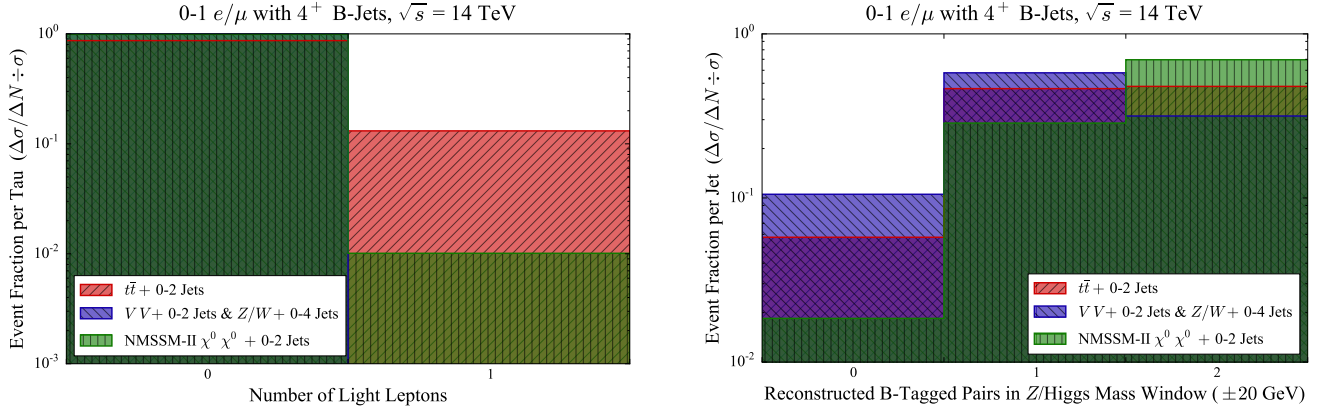 0-1 e/μ with 4⁺ B-Jets, √s = 14 TeV
Event Fraction per Tau (Δσ/ΔN ÷ σ)
10⁰
10⁻¹
10⁻²
10⁻³
tt̄ + 0-2 Jets
V V + 0-2 Jets & Z/W + 0-4 Jets
NMSSM-II χ⁰ χ⁰ + 0-2 Jets
0
1
Number of Light Leptons
0-1 e/μ with 4⁺ B-Jets, √s = 14 TeV
Event Fraction per Jet (Δσ/ΔN ÷ σ)
10⁰
10⁻¹
10⁻²
tt̄ + 0-2 Jets
V V + 0-2 Jets & Z/W + 0-4 Jets
NMSSM-II χ⁰ χ⁰ + 0-2 Jets
0
1
2
Reconstructed B-Tagged Pairs in Z/Higgs Mass Window (±20 GeV)